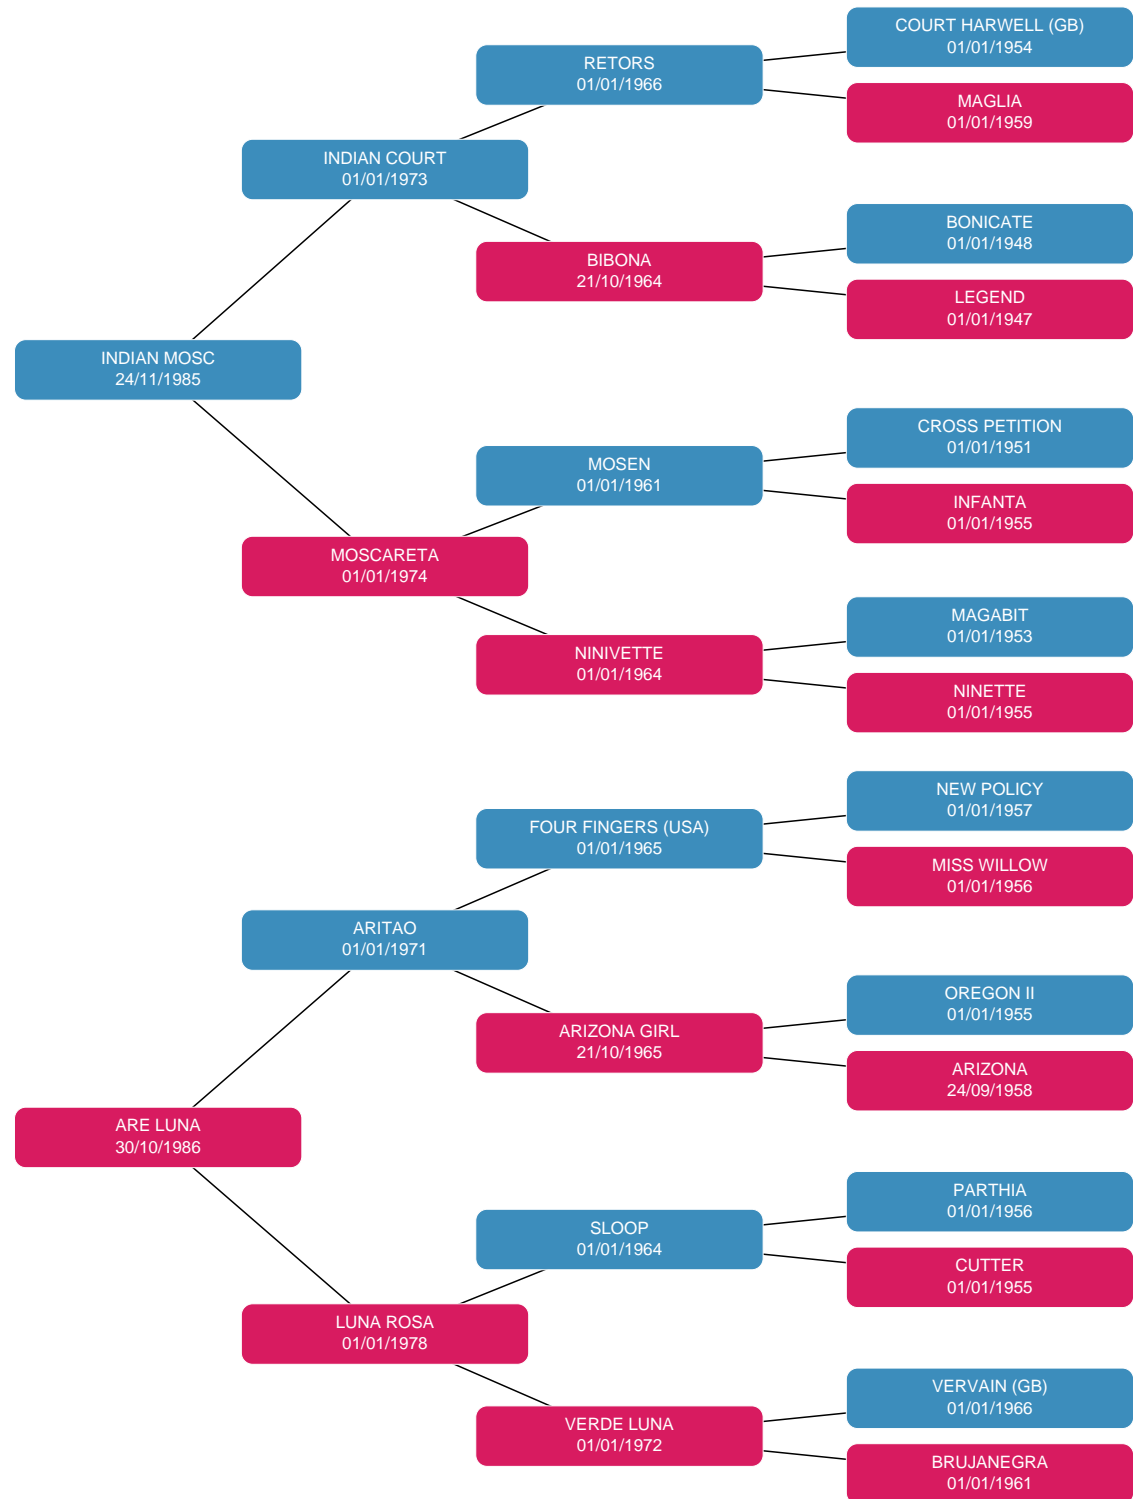 COURT HARWELL (GB)
01/01/1954
RETORS
01/01/1966
MAGLIA
01/01/1959
INDIAN COURT
01/01/1973
BONICATE
01/01/1948
BIBONA
21/10/1964
LEGEND
01/01/1947
INDIAN MOSC
24/11/1985
CROSS PETITION
01/01/1951
MOSEN
01/01/1961
INFANTA
01/01/1955
MOSCARETA
01/01/1974
MAGABIT
01/01/1953
NINIVETTE
01/01/1964
NINETTE
01/01/1955
NEW POLICY
01/01/1957
FOUR FINGERS (USA)
01/01/1965
MISS WILLOW
01/01/1956
ARITAO
01/01/1971
OREGON II
01/01/1955
ARIZONA GIRL
21/10/1965
ARIZONA
24/09/1958
ARE LUNA
30/10/1986
PARTHIA
01/01/1956
SLOOP
01/01/1964
CUTTER
01/01/1955
LUNA ROSA
01/01/1978
VERVAIN (GB)
01/01/1966
VERDE LUNA
01/01/1972
BRUJANEGRA
01/01/1961